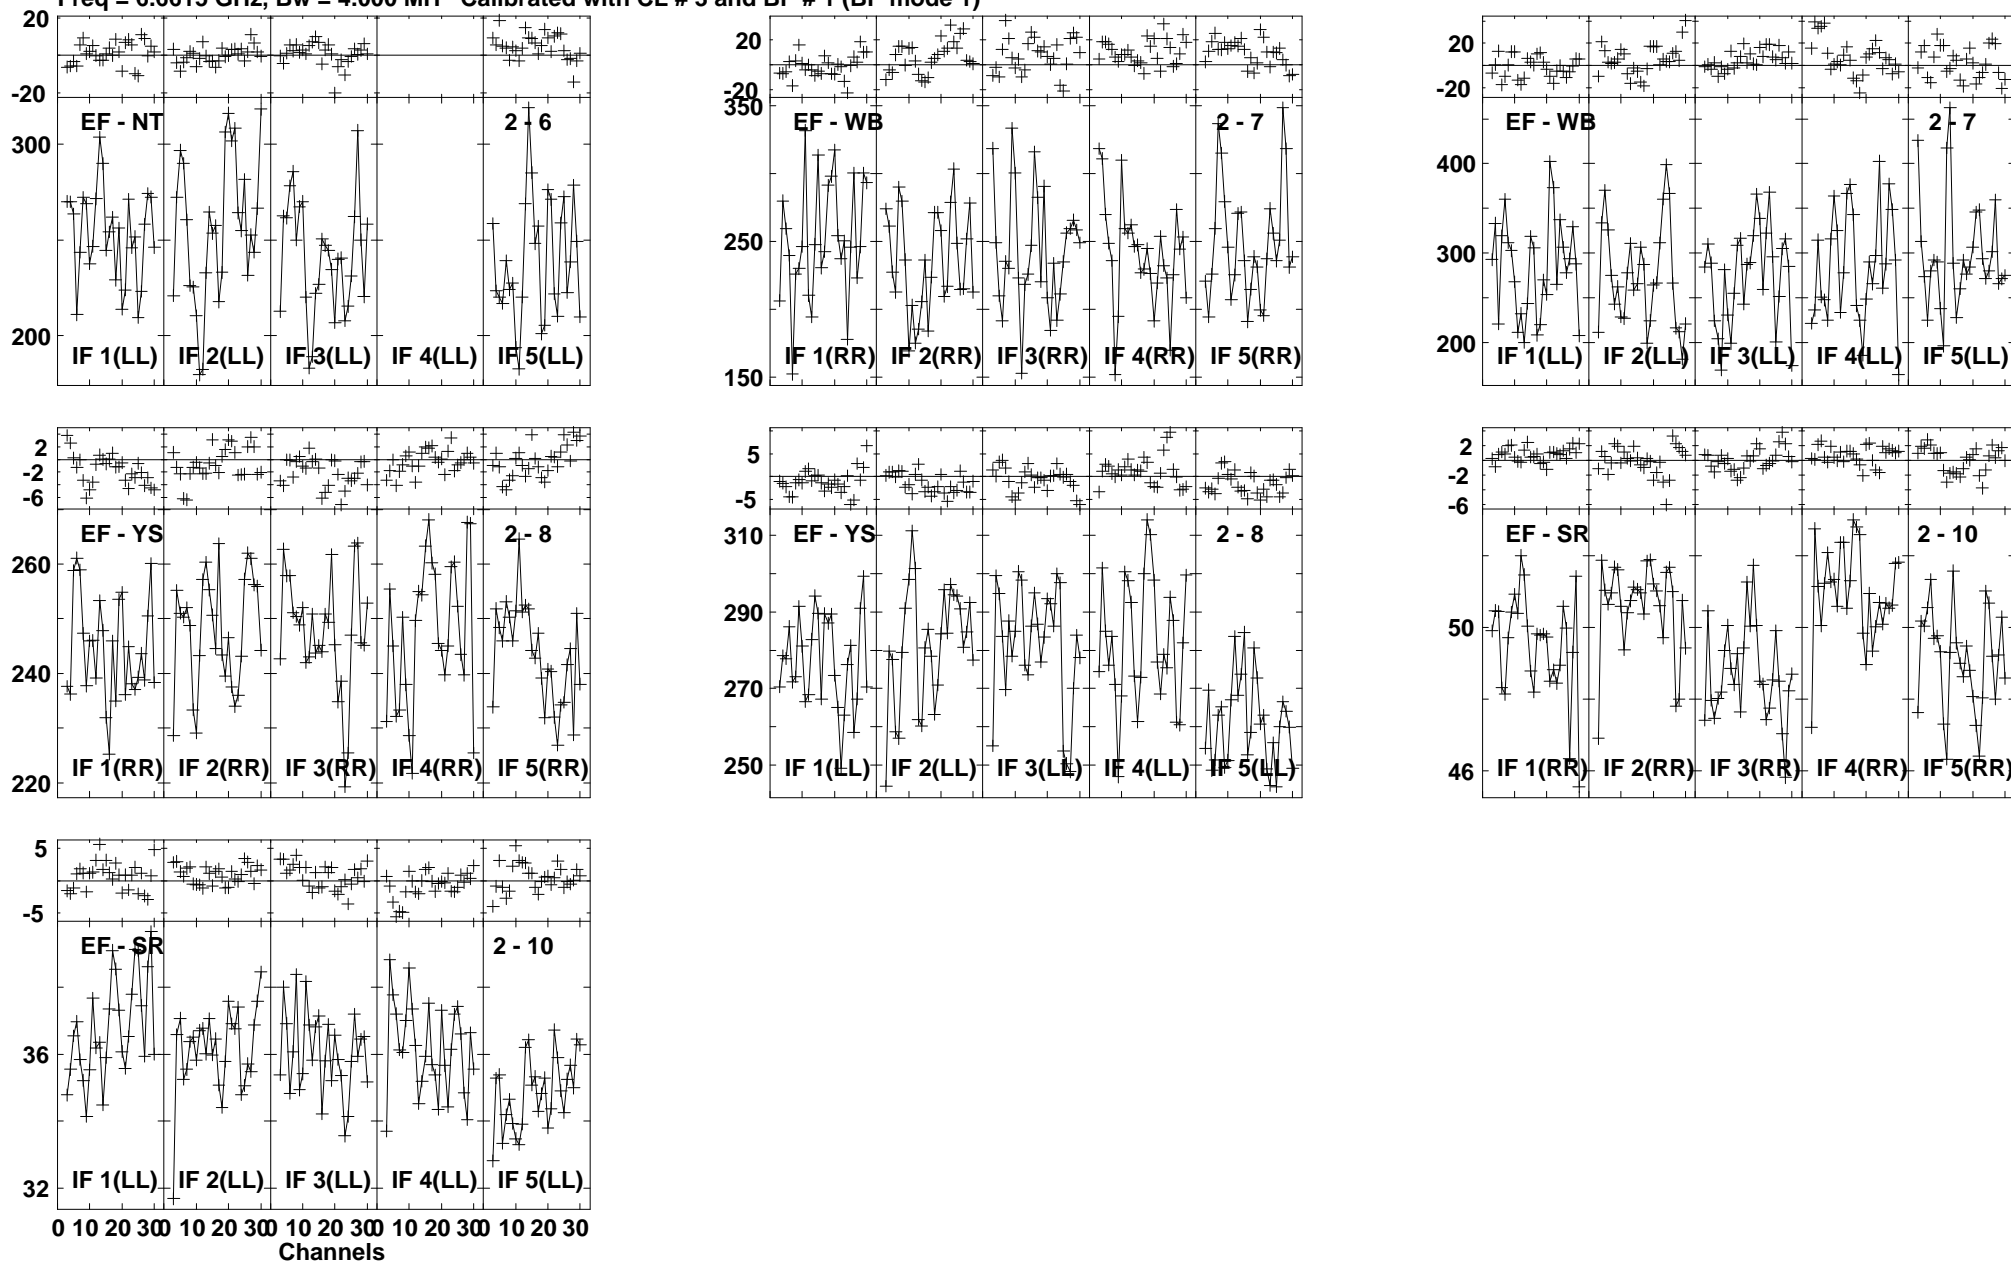 20
-20
EF - NT 2 - 6
300
200
IF 1(LL) IF 2(LL) IF 3(LL) IF 4(LL) IF 5(LL)
20
-20
350
EF - WB 2 - 7
250
150
IF 1(RR) IF 2(RR) IF 3(RR) IF 4(RR) IF 5(RR)
20
-20
EF - WB 2 - 7
400
300
200
IF 1(LL) IF 2(LL) IF 3(LL) IF 4(LL) IF 5(LL)
2
-2
-6
EF - YS 2 - 8
260
240
220
IF 1(RR) IF 2(RR) IF 3(RR) IF 4(RR) IF 5(RR)
5
-5
EF - YS 2 - 8
310
290
270
250
IF 1(LL) IF 2(LL) IF 3(LL) IF 4(LL) IF 5(LL)
2
-2
-6
EF - SR 2 - 10
50
46
IF 1(RR) IF 2(RR) IF 3(RR) IF 4(RR) IF 5(RR)
5
-5
EF - SR 2 - 10
36
32
IF 1(LL) IF 2(LL) IF 3(LL) IF 4(LL) IF 5(LL)
0 10 20 30 0 10 20 30 0 10 20 30 0 10 20 30 0 10 20 30
Channels